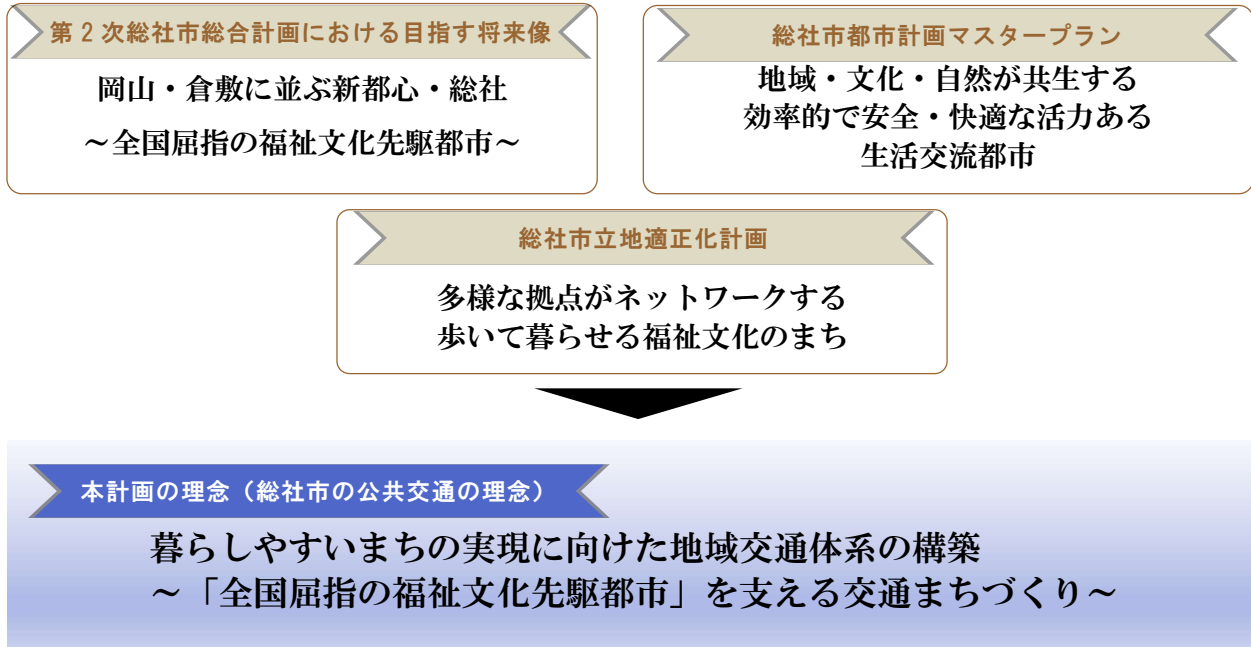 第2次総社市総合計画における目指す将来像
岡山・倉敷に並ぶ新都心・総社
～全国屈指の福祉文化先駆都市～
総社市都市計画マスタープラン
地域・文化・自然が共生する
効率的で安全・快適な活力ある
生活交流都市
総社市立地適正化計画
多様な拠点がネットワークする
歩いて暮らせる福祉文化のまち
本計画の理念（総社市の公共交通の理念）
暮らしやすいまちの実現に向けた地域交通体系の構築
～「全国屈指の福祉文化先駆都市」を支える交通まちづくり～